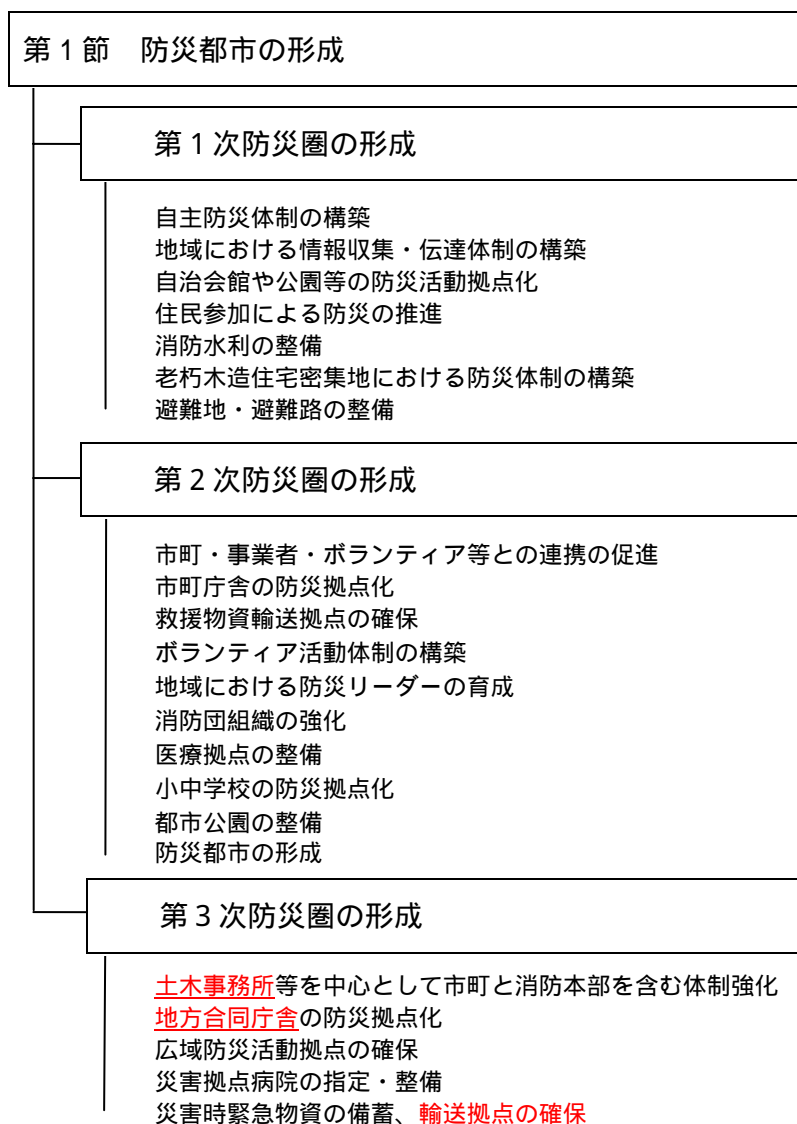 第1節　防災都市の形成
第1次防災圏の形成
自主防災体制の構築
地域における情報収集・伝達体制の構築
自治会館や公園等の防災活動拠点化
住民参加による防災の推進
消防水利の整備
老朽木造住宅密集地における防災体制の構築
避難地・避難路の整備
第2次防災圏の形成
市町・事業者・ボランティア等との連携の促進
市町庁舎の防災拠点化
救援物資輸送拠点の確保
ボランティア活動体制の構築
地域における防災リーダーの育成
消防団組織の強化
医療拠点の整備
小中学校の防災拠点化
都市公園の整備
防災都市の形成
第3次防災圏の形成
土木事務所等を中心として市町と消防本部を含む体制強化
地方合同庁舎の防災拠点化
広域防災活動拠点の確保
災害拠点病院の指定・整備
災害時緊急物資の備蓄、輸送拠点の確保